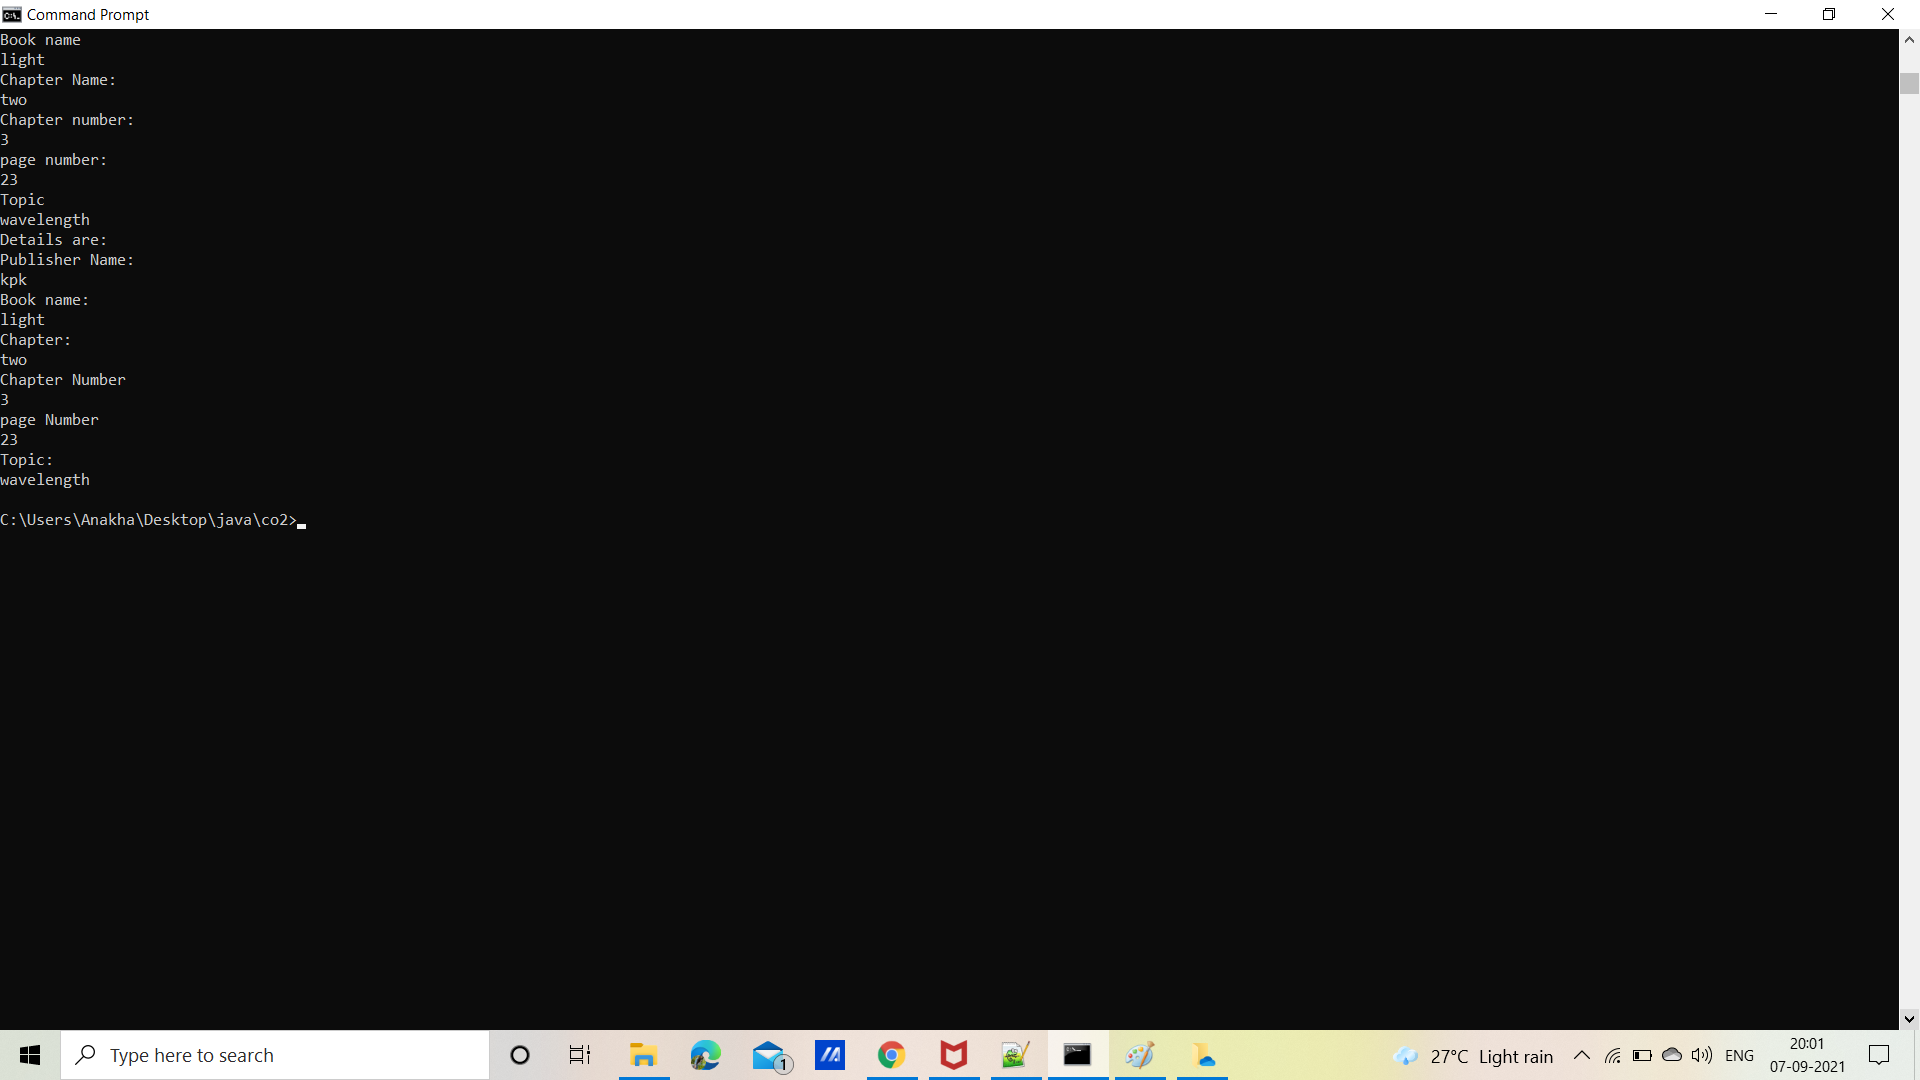 Command Prompt
Book name
light
Chapter Name:
two
Chapter number:
3
page number:
23
Topic
wavelength
Details are:
Publisher Name:
kpk
Book name:
light
Chapter:
two
Chapter Number
3
page Number
23
Topic:
wavelength
C:\Users\Anakha\Desktop\java\co2>
Type here to search
1
27°C Light rain
ENG
20:01
07-09-2021